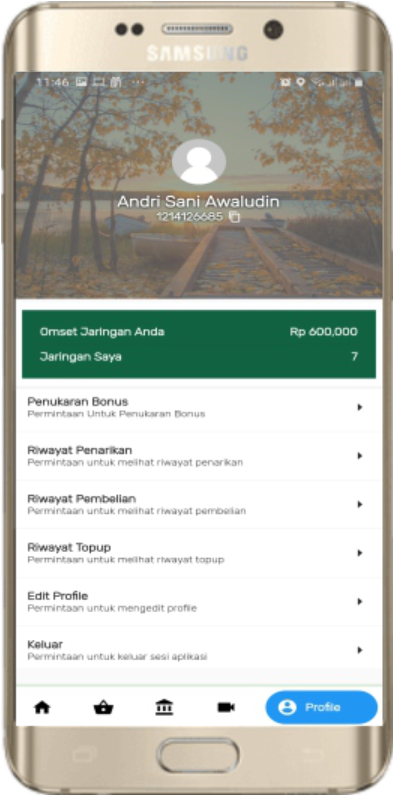 SAMSUNG
11:46
Andri Sani Awaludin
1214126685
Omset Jaringan Anda Rp 600,000
Jaringan Saya 7
Penukaran Bonus
Permintaan Untuk Penukaran Bonus
Riwayat Penarikan
Permintaan untuk melihat riwayat penarikan
Riwayat Pembelian
Permintaan untuk melihat riwayat pembelian
Riwayat Topup
Permintaan untuk melihat riwayat topup
Edit Profile
Permintaan untuk mengedit profile
Keluar
Permintaan untuk keluar sesi aplikasi
Profile